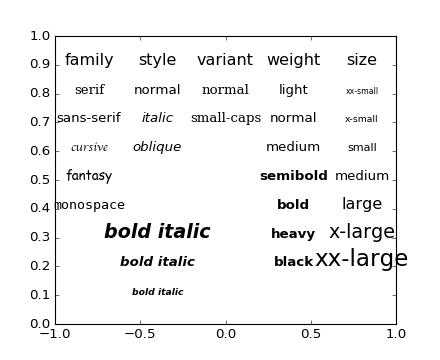 1.0
family style variant weight size
0.9
serif normal normal light xx-small
0.8
sans-serif italic small-caps normal x-small
0.7
cursive oblique medium small
0.6
fantasy semibold medium
0.5
monospace bold large
0.4
bold italic heavy x-large
0.3
bold italic black xx-large
0.2
bold italic
0.1
0.0
−1.0 −0.5 0.0 0.5 1.0